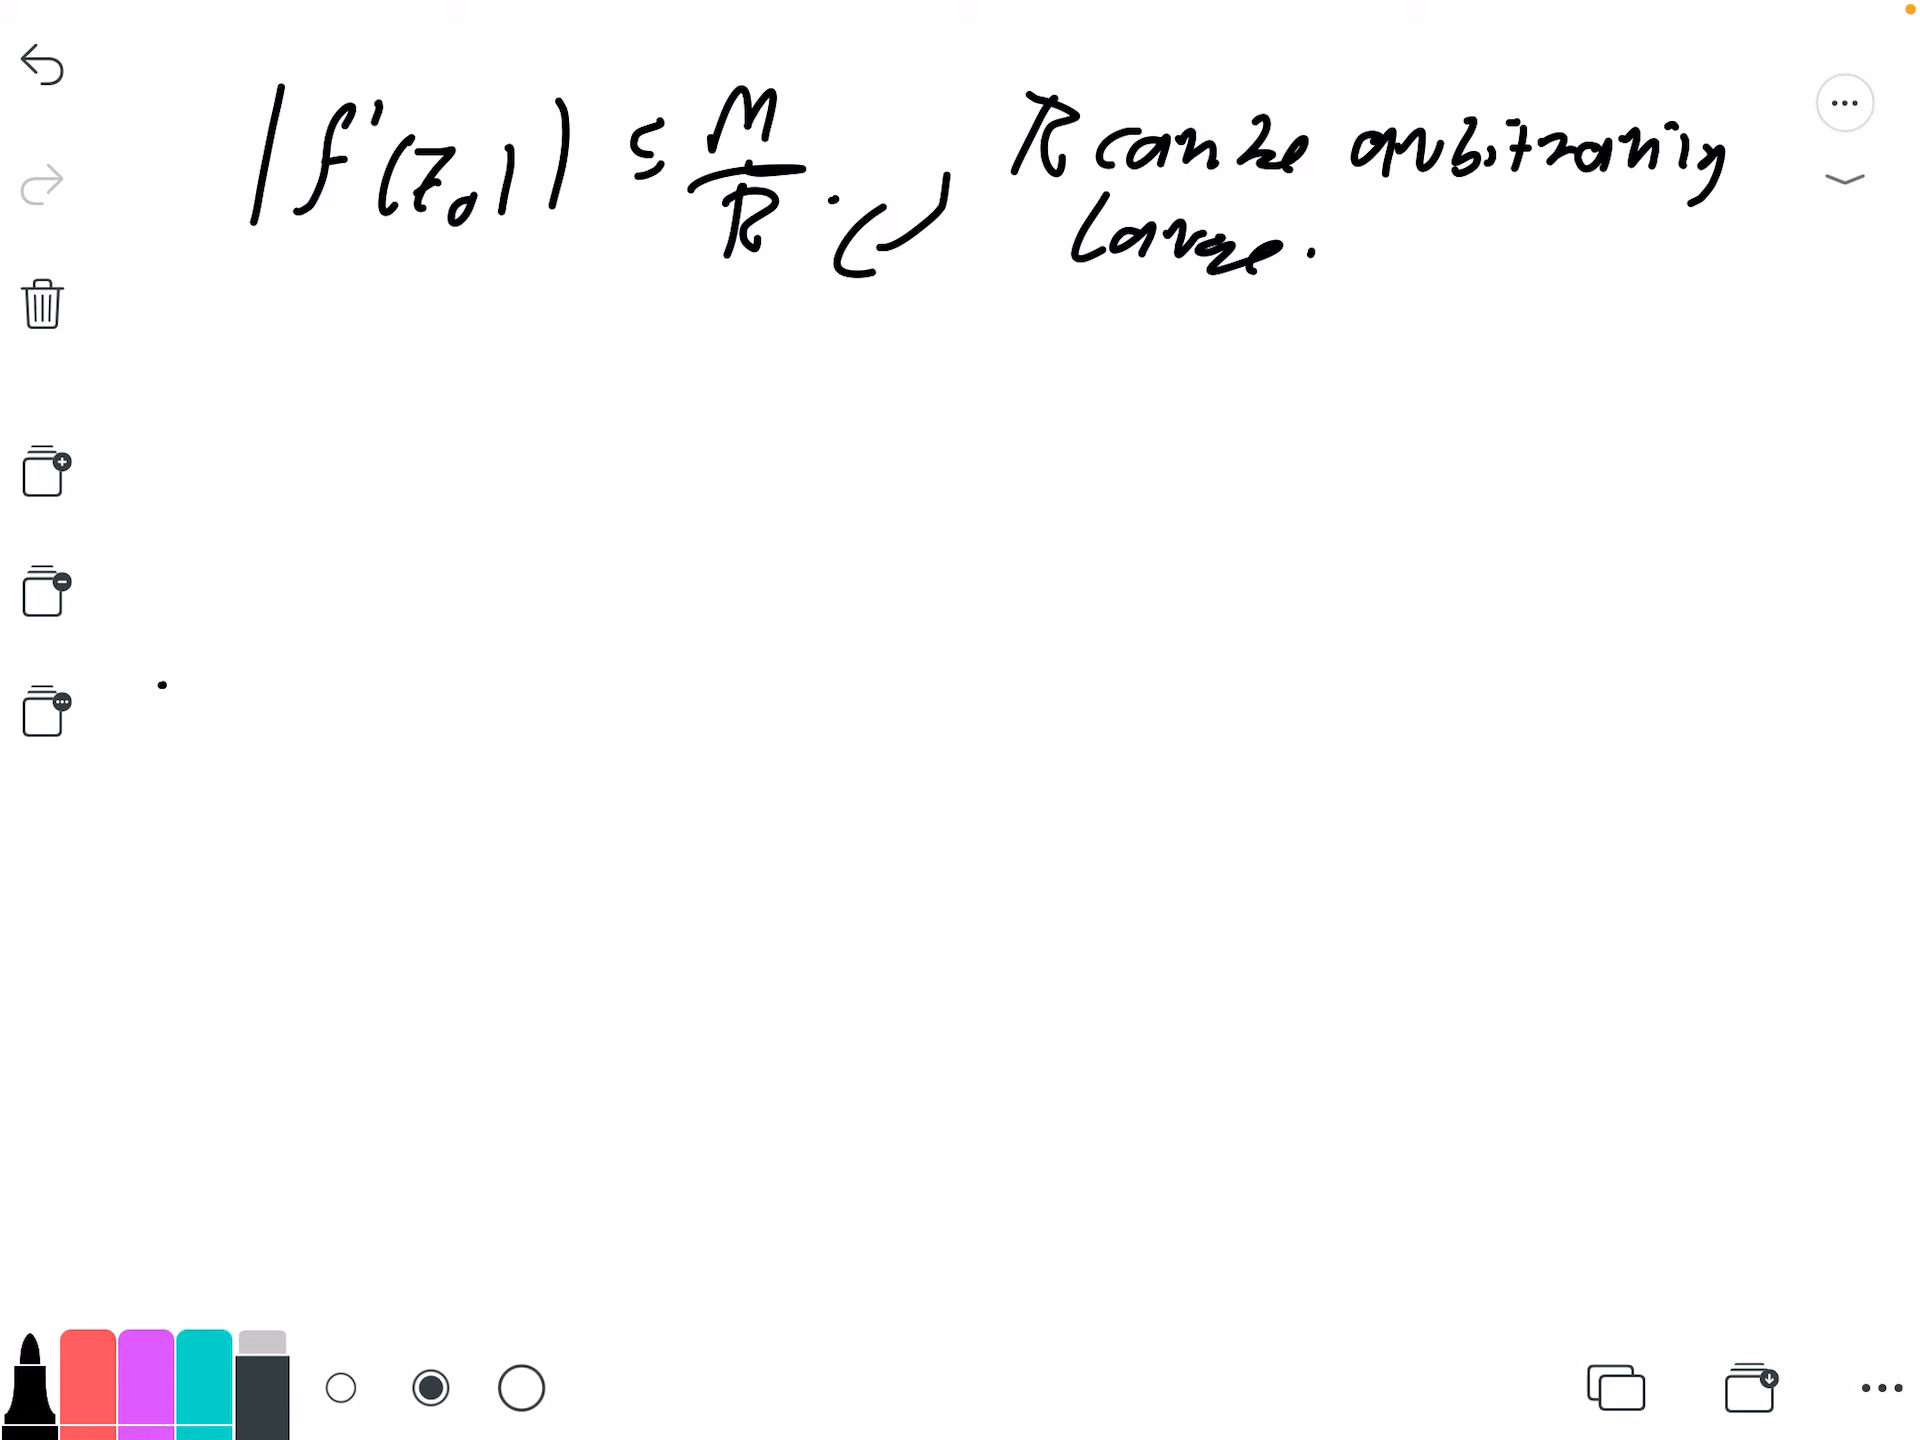 |f'(z₀)| ≤ M/R. R can be arbitrarily
large.